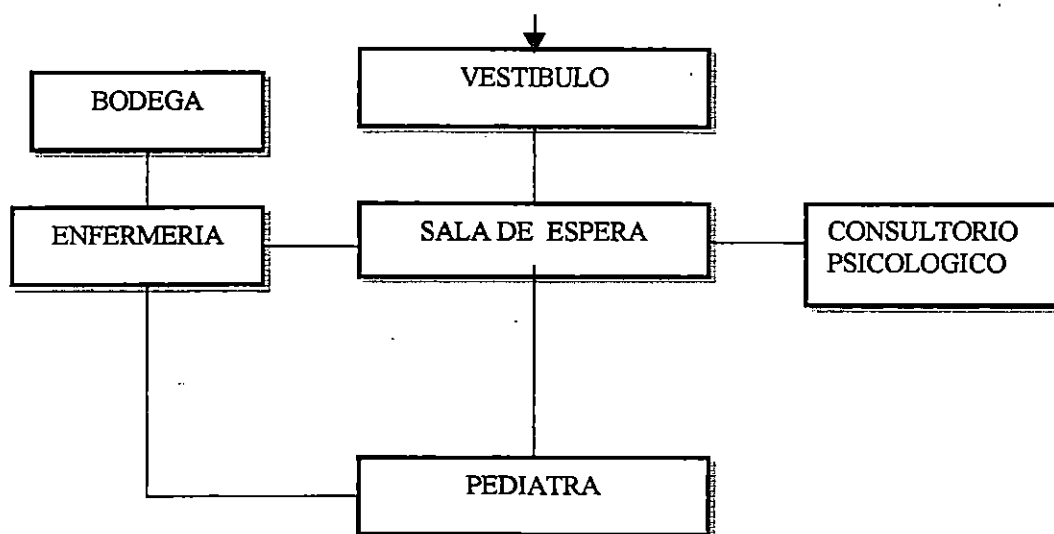 VESTIBULO
BODEGA
ENFERMERIA
SALA DE ESPERA
CONSULTORIO
PSICOLOGICO
PEDIATRA